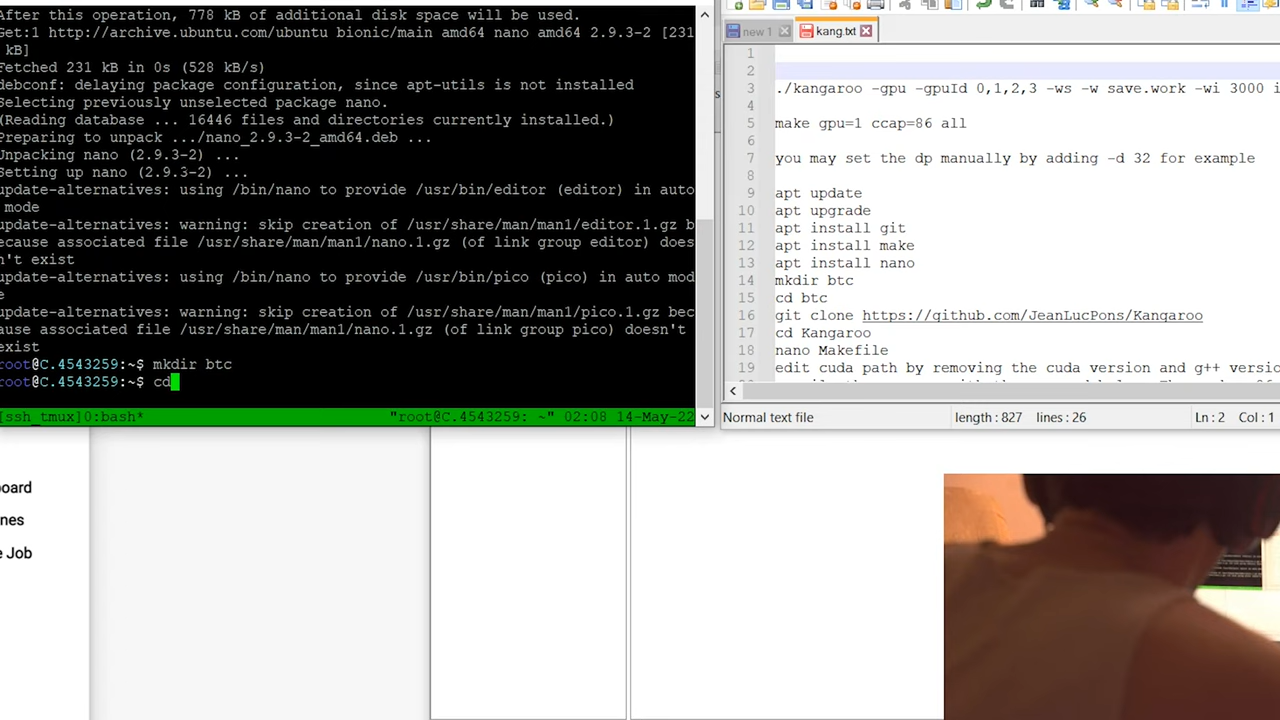 After this operation, 778 kB of additional disk space will be used.
Get:1 http://archive.ubuntu.com/ubuntu bionic/main amd64 nano amd64 2.9.3-2 [231
kB]
Fetched 231 kB in 0s (528 kB/s)
debconf: delaying package configuration, since apt-utils is not installed
Selecting previously unselected package nano.
(Reading database ... 16446 files and directories currently installed.)
Preparing to unpack .../nano_2.9.3-2_amd64.deb ...
Unpacking nano (2.9.3-2) ...
Setting up nano (2.9.3-2) ...
update-alternatives: using /bin/nano to provide /usr/bin/editor (editor) in auto
mode
update-alternatives: warning: skip creation of /usr/share/man/man1/editor.1.gz b
ecause associated file /usr/share/man/man1/nano.1.gz (of link group editor) does
n't exist
update-alternatives: using /bin/nano to provide /usr/bin/pico (pico) in auto mod
e
update-alternatives: warning: skip creation of /usr/share/man/man1/pico.1.gz bec
ause associated file /usr/share/man/man1/nano.1.gz (of link group pico) doesn't
exist
root@C.4543259:~$ mkdir btc
root@C.4543259:~$ cd
[ssh_tmux]0:bash* "root@C.4543259: ~" 02:08 14-May-22
new 1
kang.txt
1
2
3 ./kangaroo -gpu -gpuId 0,1,2,3 -ws -w save.work -wi 3000 i
4
5 make gpu=1 ccap=86 all
6
7 you may set the dp manually by adding -d 32 for example
8
9 apt update
10 apt upgrade
11 apt install git
12 apt install make
13 apt install nano
14 mkdir btc
15 cd btc
16 git clone https://github.com/JeanLucPons/Kangaroo
17 cd Kangaroo
18 nano Makefile
19 edit cuda path by removing the cuda version and g++ versio
Normal text file length : 827 lines : 26 Ln : 2 Col : 1
board
nes
e Job